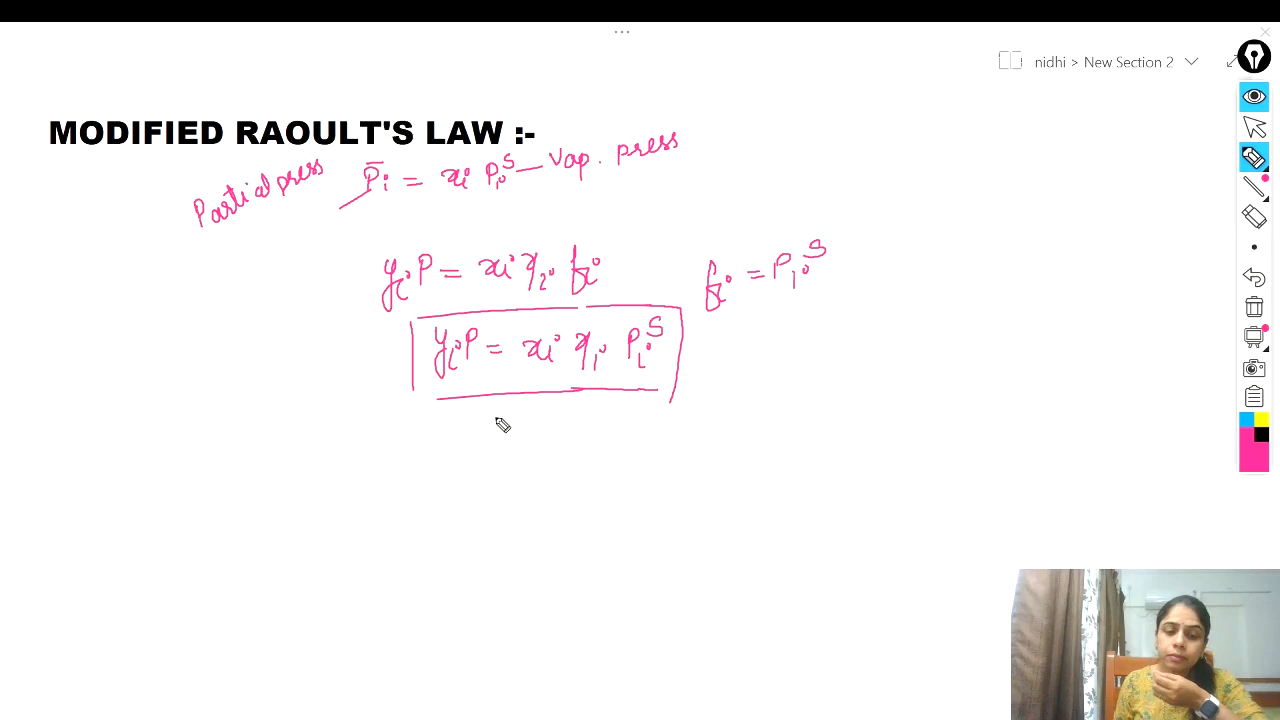 nidhi > New Section 2
MODIFIED RAOULT'S LAW :-
Partial press P̄i = xi Pi^S — Vap. press
yi P = xi γi fi
fi = Pi^S
yi P = xi γi Pi^S